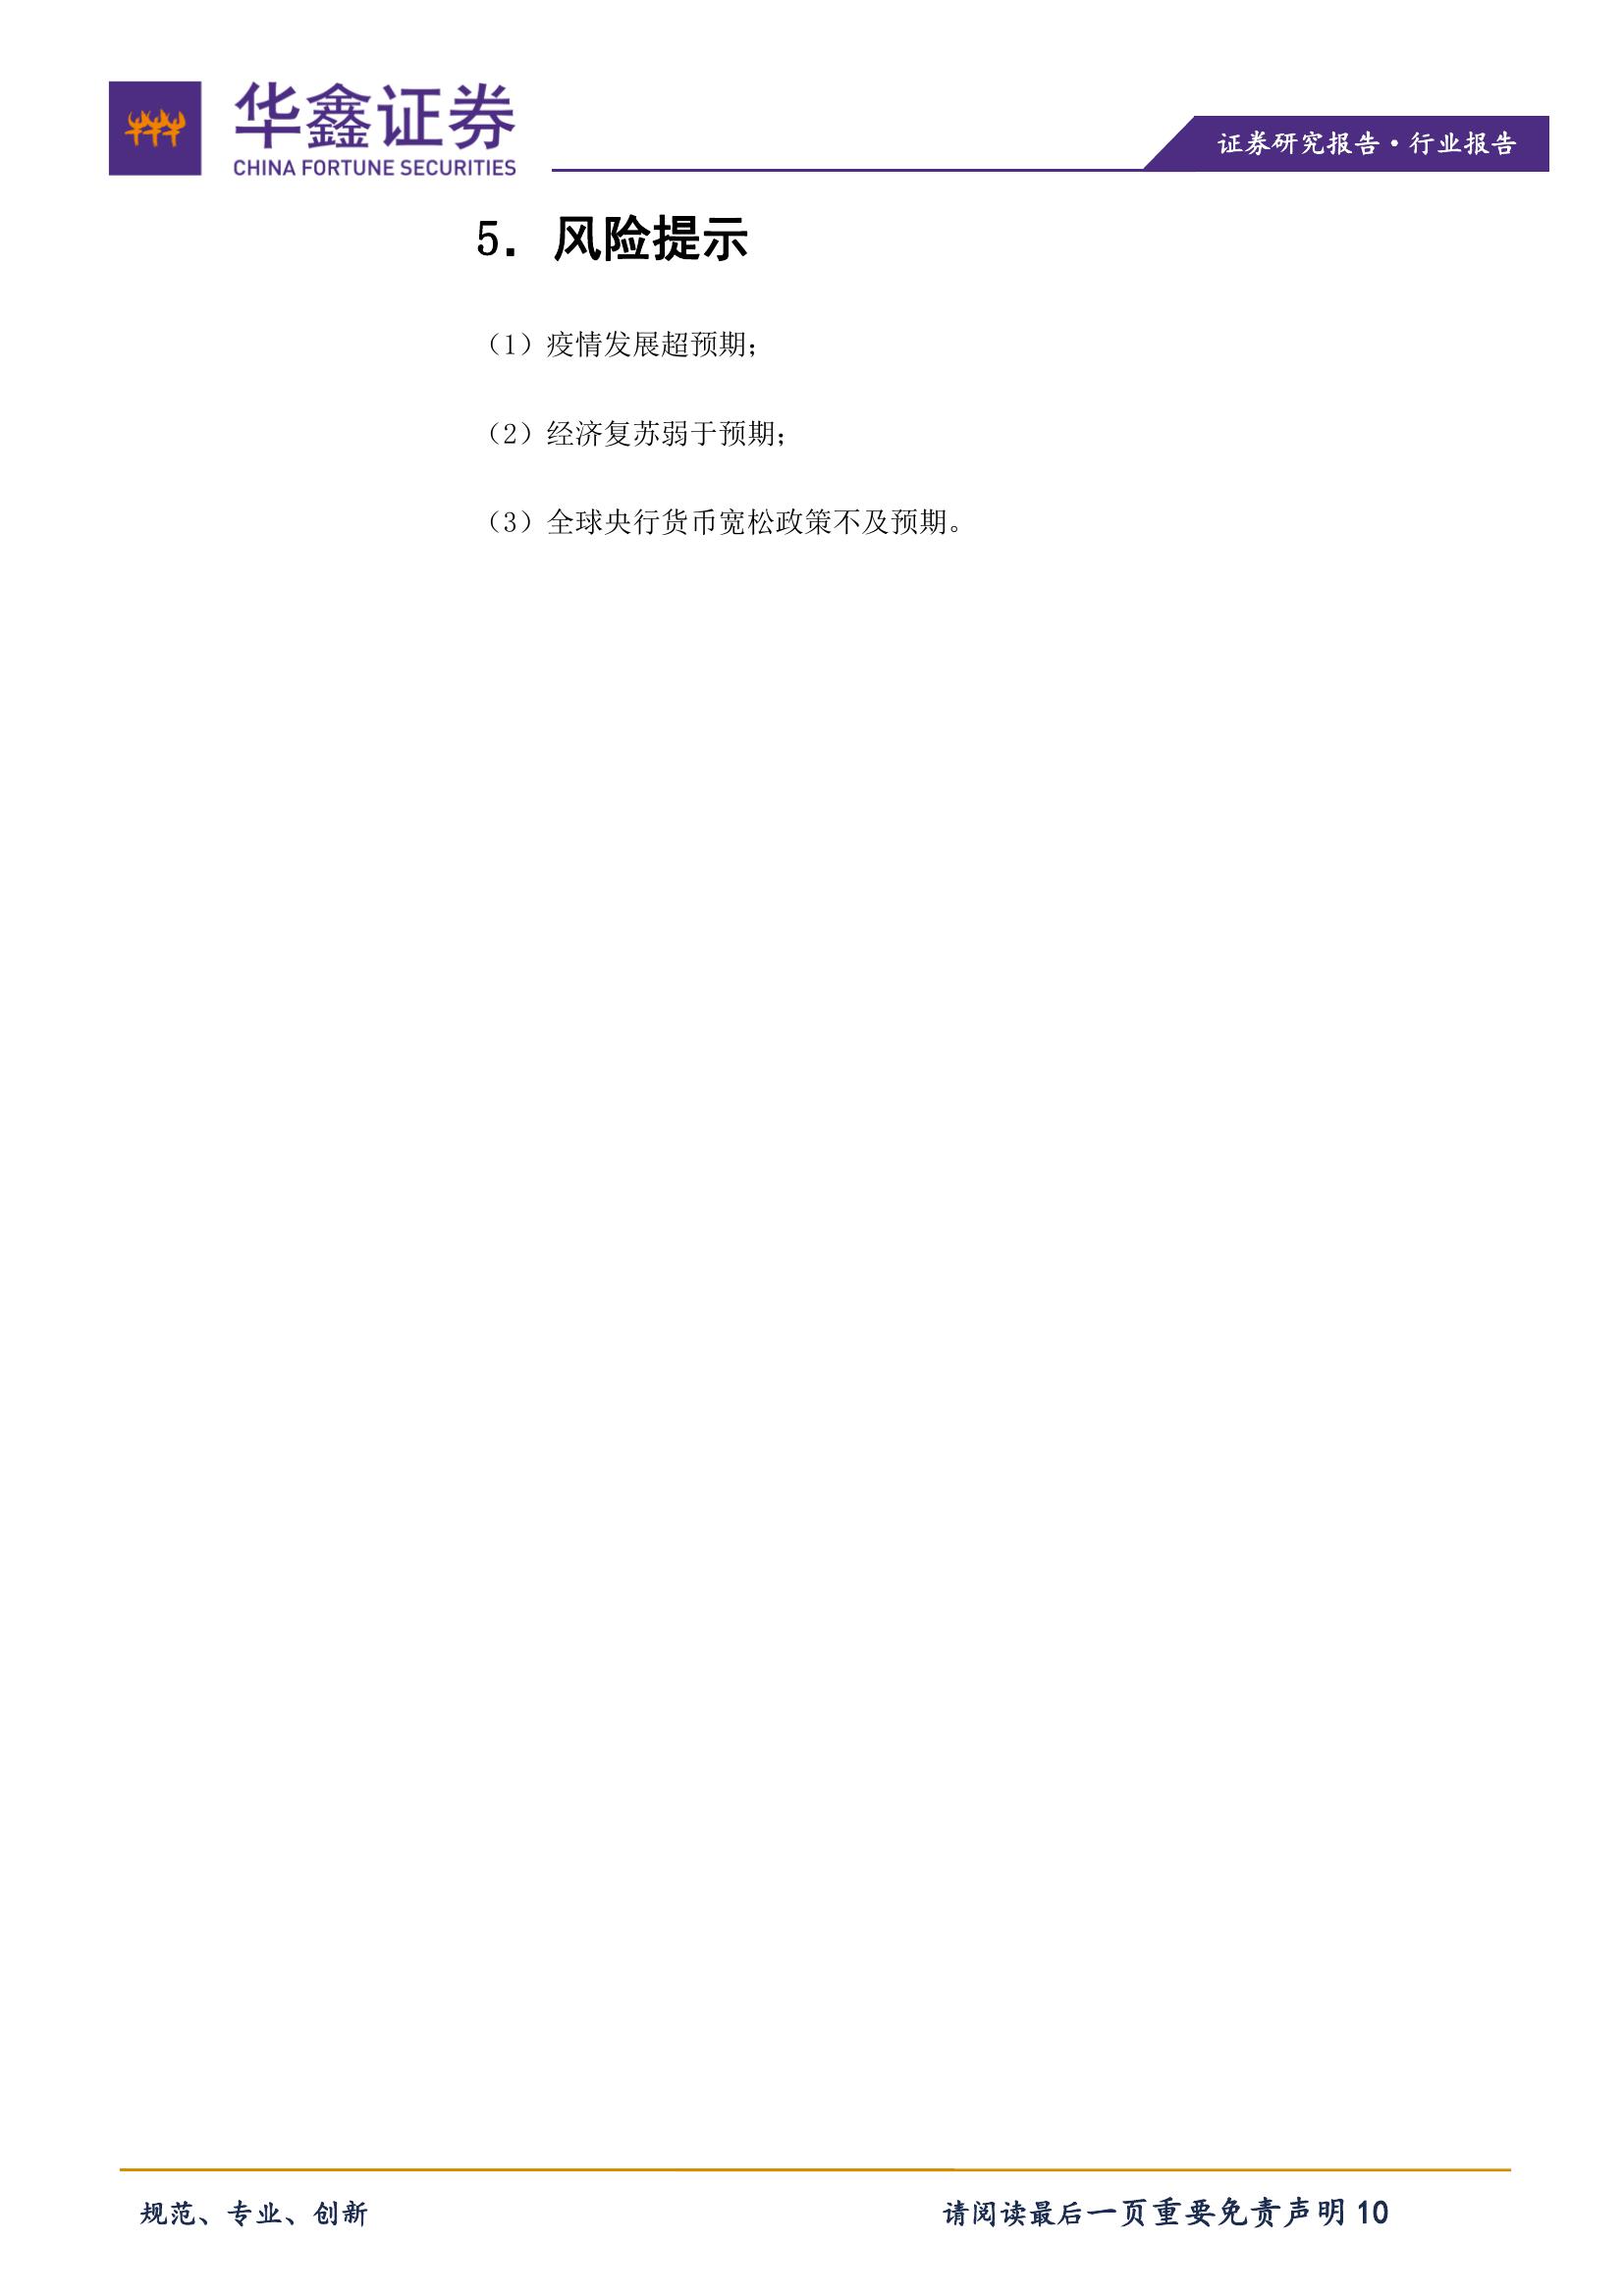 华鑫证券
CHINA FORTUNE SECURITIES
证券研究报告·行业报告
5. 风险提示
（1）疫情发展超预期；
（2）经济复苏弱于预期；
（3）全球央行货币宽松政策不及预期。
规范、专业、创新
请阅读最后一页重要免责声明 10